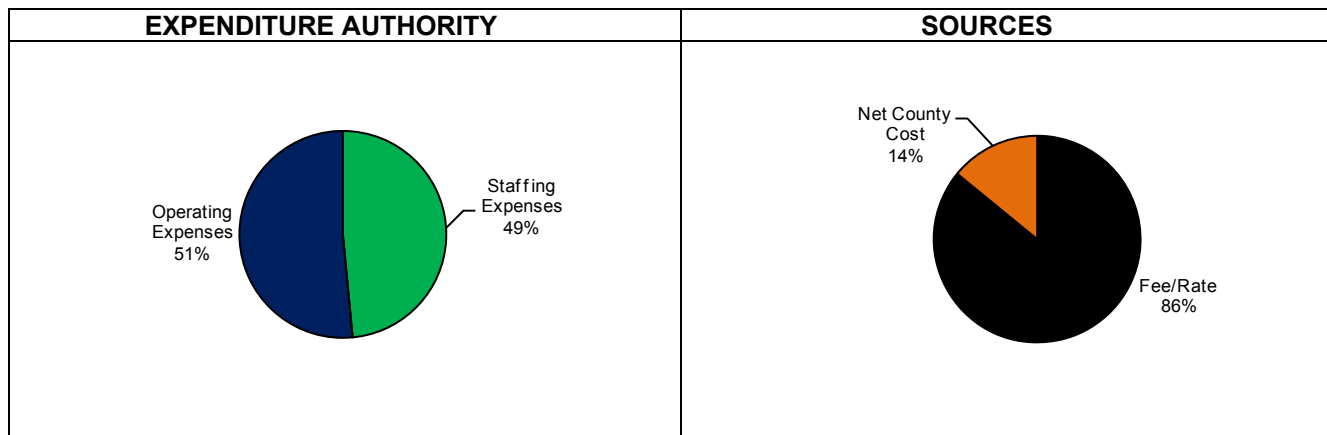 EXPENDITURE AUTHORITY
SOURCES
Operating
Expenses
51%
Staffing
Expenses
49%
Net County
Cost
14%
Fee/Rate
86%